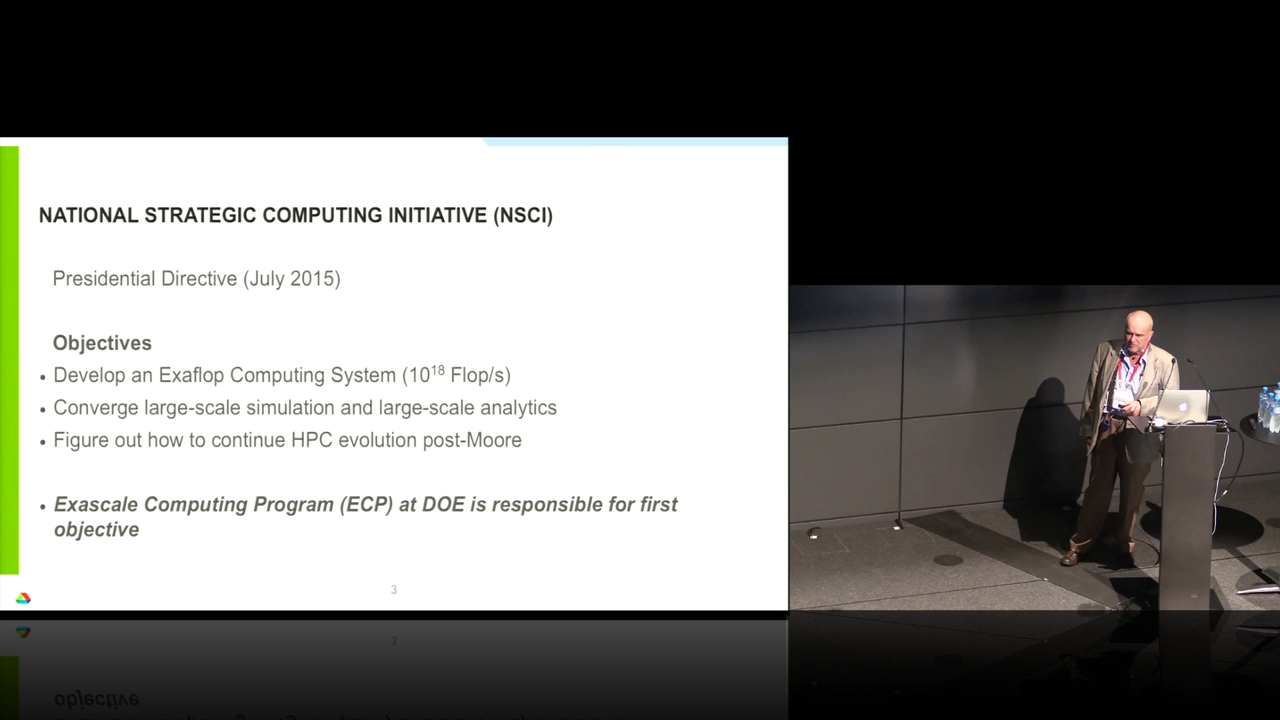 NATIONAL STRATEGIC COMPUTING INITIATIVE (NSCI)
Presidential Directive (July 2015)
Objectives
• Develop an Exaflop Computing System (10¹⁸ Flop/s)
• Converge large-scale simulation and large-scale analytics
• Figure out how to continue HPC evolution post-Moore
• Exascale Computing Program (ECP) at DOE is responsible for first
objective
3
3
objective